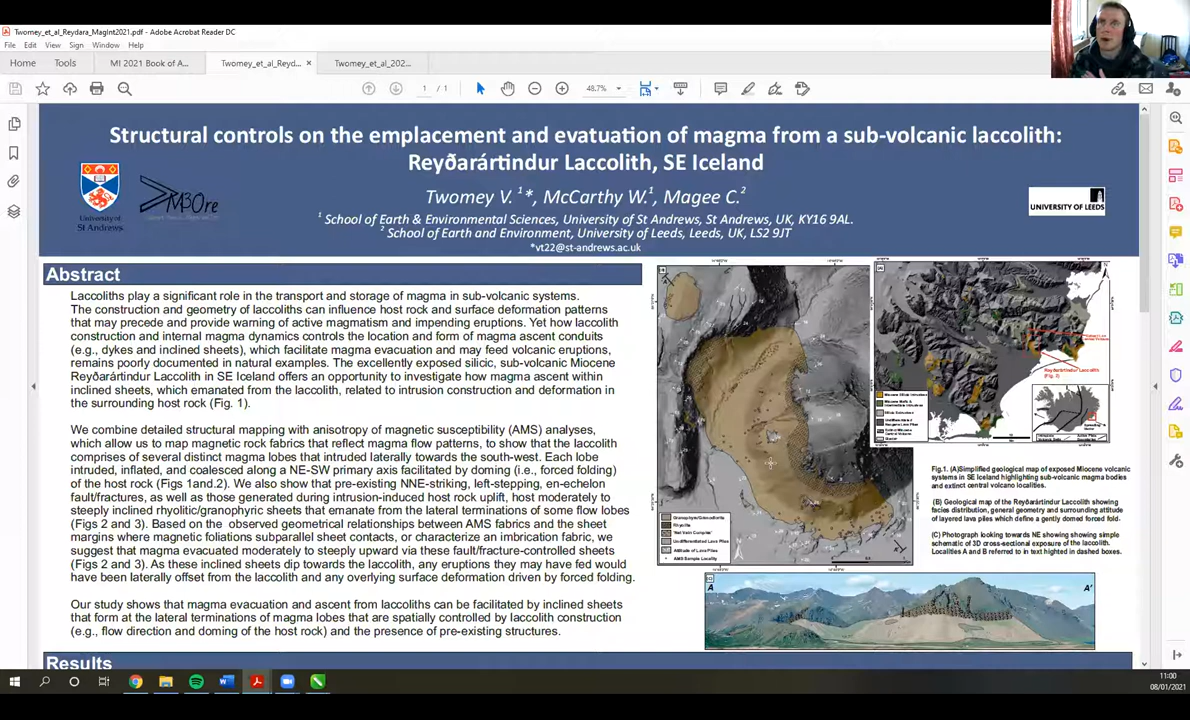 Twomey_et_al_Reydara_MagInt2021.pdf - Adobe Acrobat Reader DC
File Edit View Sign Window Help
Home Tools MI 2021 Book of A... Twomey_et_al_Reyd... × Twomey_et_al_202...
1 / 1 48.7%
Structural controls on the emplacement and evatuation of magma from a sub-volcanic laccolith:
Reyðarártindur Laccolith, SE Iceland
Twomey V. ¹*, McCarthy W.¹, Magee C.²
¹ School of Earth & Environmental Sciences, University of St Andrews, St Andrews, UK, KY16 9AL.
² School of Earth and Environment, University of Leeds, Leeds, UK, LS2 9JT
*vt22@st-andrews.ac.uk
University of
St Andrews
M3Ore
UNIVERSITY OF LEEDS
Abstract
Laccoliths play a significant role in the transport and storage of magma in sub-volcanic systems.
The construction and geometry of laccoliths can influence host rock and surface deformation patterns
that may precede and provide warning of active magmatism and impending eruptions. Yet how laccolith
construction and internal magma dynamics controls the location and form of magma ascent conduits
(e.g., dykes and inclined sheets), which facilitate magma evacuation and may feed volcanic eruptions,
remains poorly documented in natural examples. The excellently exposed silicic, sub-volcanic Miocene
Reyðarártindur Laccolith in SE Iceland offers an opportunity to investigate how magma ascent within
inclined sheets, which emanated from the laccolith, related to intrusion construction and deformation in
the surrounding host rock (Fig. 1).
We combine detailed structural mapping with anisotropy of magnetic susceptibility (AMS) analyses,
which allow us to map magnetic rock fabrics that reflect magma flow patterns, to show that the laccolith
comprises of several distinct magma lobes that intruded laterally towards the south-west. Each lobe
intruded, inflated, and coalesced along a NE-SW primary axis facilitated by doming (i.e., forced folding)
of the host rock (Figs 1and.2). We also show that pre-existing NNE-striking, left-stepping, en-echelon
fault/fractures, as well as those generated during intrusion-induced host rock uplift, host moderately to
steeply inclined rhyolitic/granophyric sheets that emanate from the lateral terminations of some flow lobes
(Figs 2 and 3). Based on the observed geometrical relationships between AMS fabrics and the sheet
margins where magnetic foliations subparallel sheet contacts, or characterize an imbrication fabric, we
suggest that magma evacuated moderately to steeply upward via these fault/fracture-controlled sheets
(Figs 2 and 3). As these inclined sheets dip towards the laccolith, any eruptions they may have fed would
have been laterally offset from the laccolith and any overlying surface deformation driven by forced folding.
Our study shows that magma evacuation and ascent from laccoliths can be facilitated by inclined sheets
that form at the lateral terminations of magma lobes that are spatially controlled by laccolith construction
(e.g., flow direction and doming of the host rock) and the presence of pre-existing structures.
Granophyre/Granodiorite
Rhyolite
Undifferentiated Lava Piles
Attitude of Lava Piles
AMS Sample Locality
Reyðarártindur Laccolith
(Fig. 2)
Fig.1. (A)Simplified geological map of exposed Miocene volcanic
systems in SE Iceland highlighting sub-volcanic magma bodies
and extinct central volcano localities.
(B) Geological map of the Reyðarártindur Laccolith showing
facies distribution, general geometry and surrounding attitude
of layered lava piles which define a gently domed forced fold.
(C) Photograph looking towards NE showing showing simple
schematic of 3D cross-sectional exposure of the laccolith.
Localities A and B referred to in text highted in dashed boxes.
A A'
Results
11:00
08/01/2021